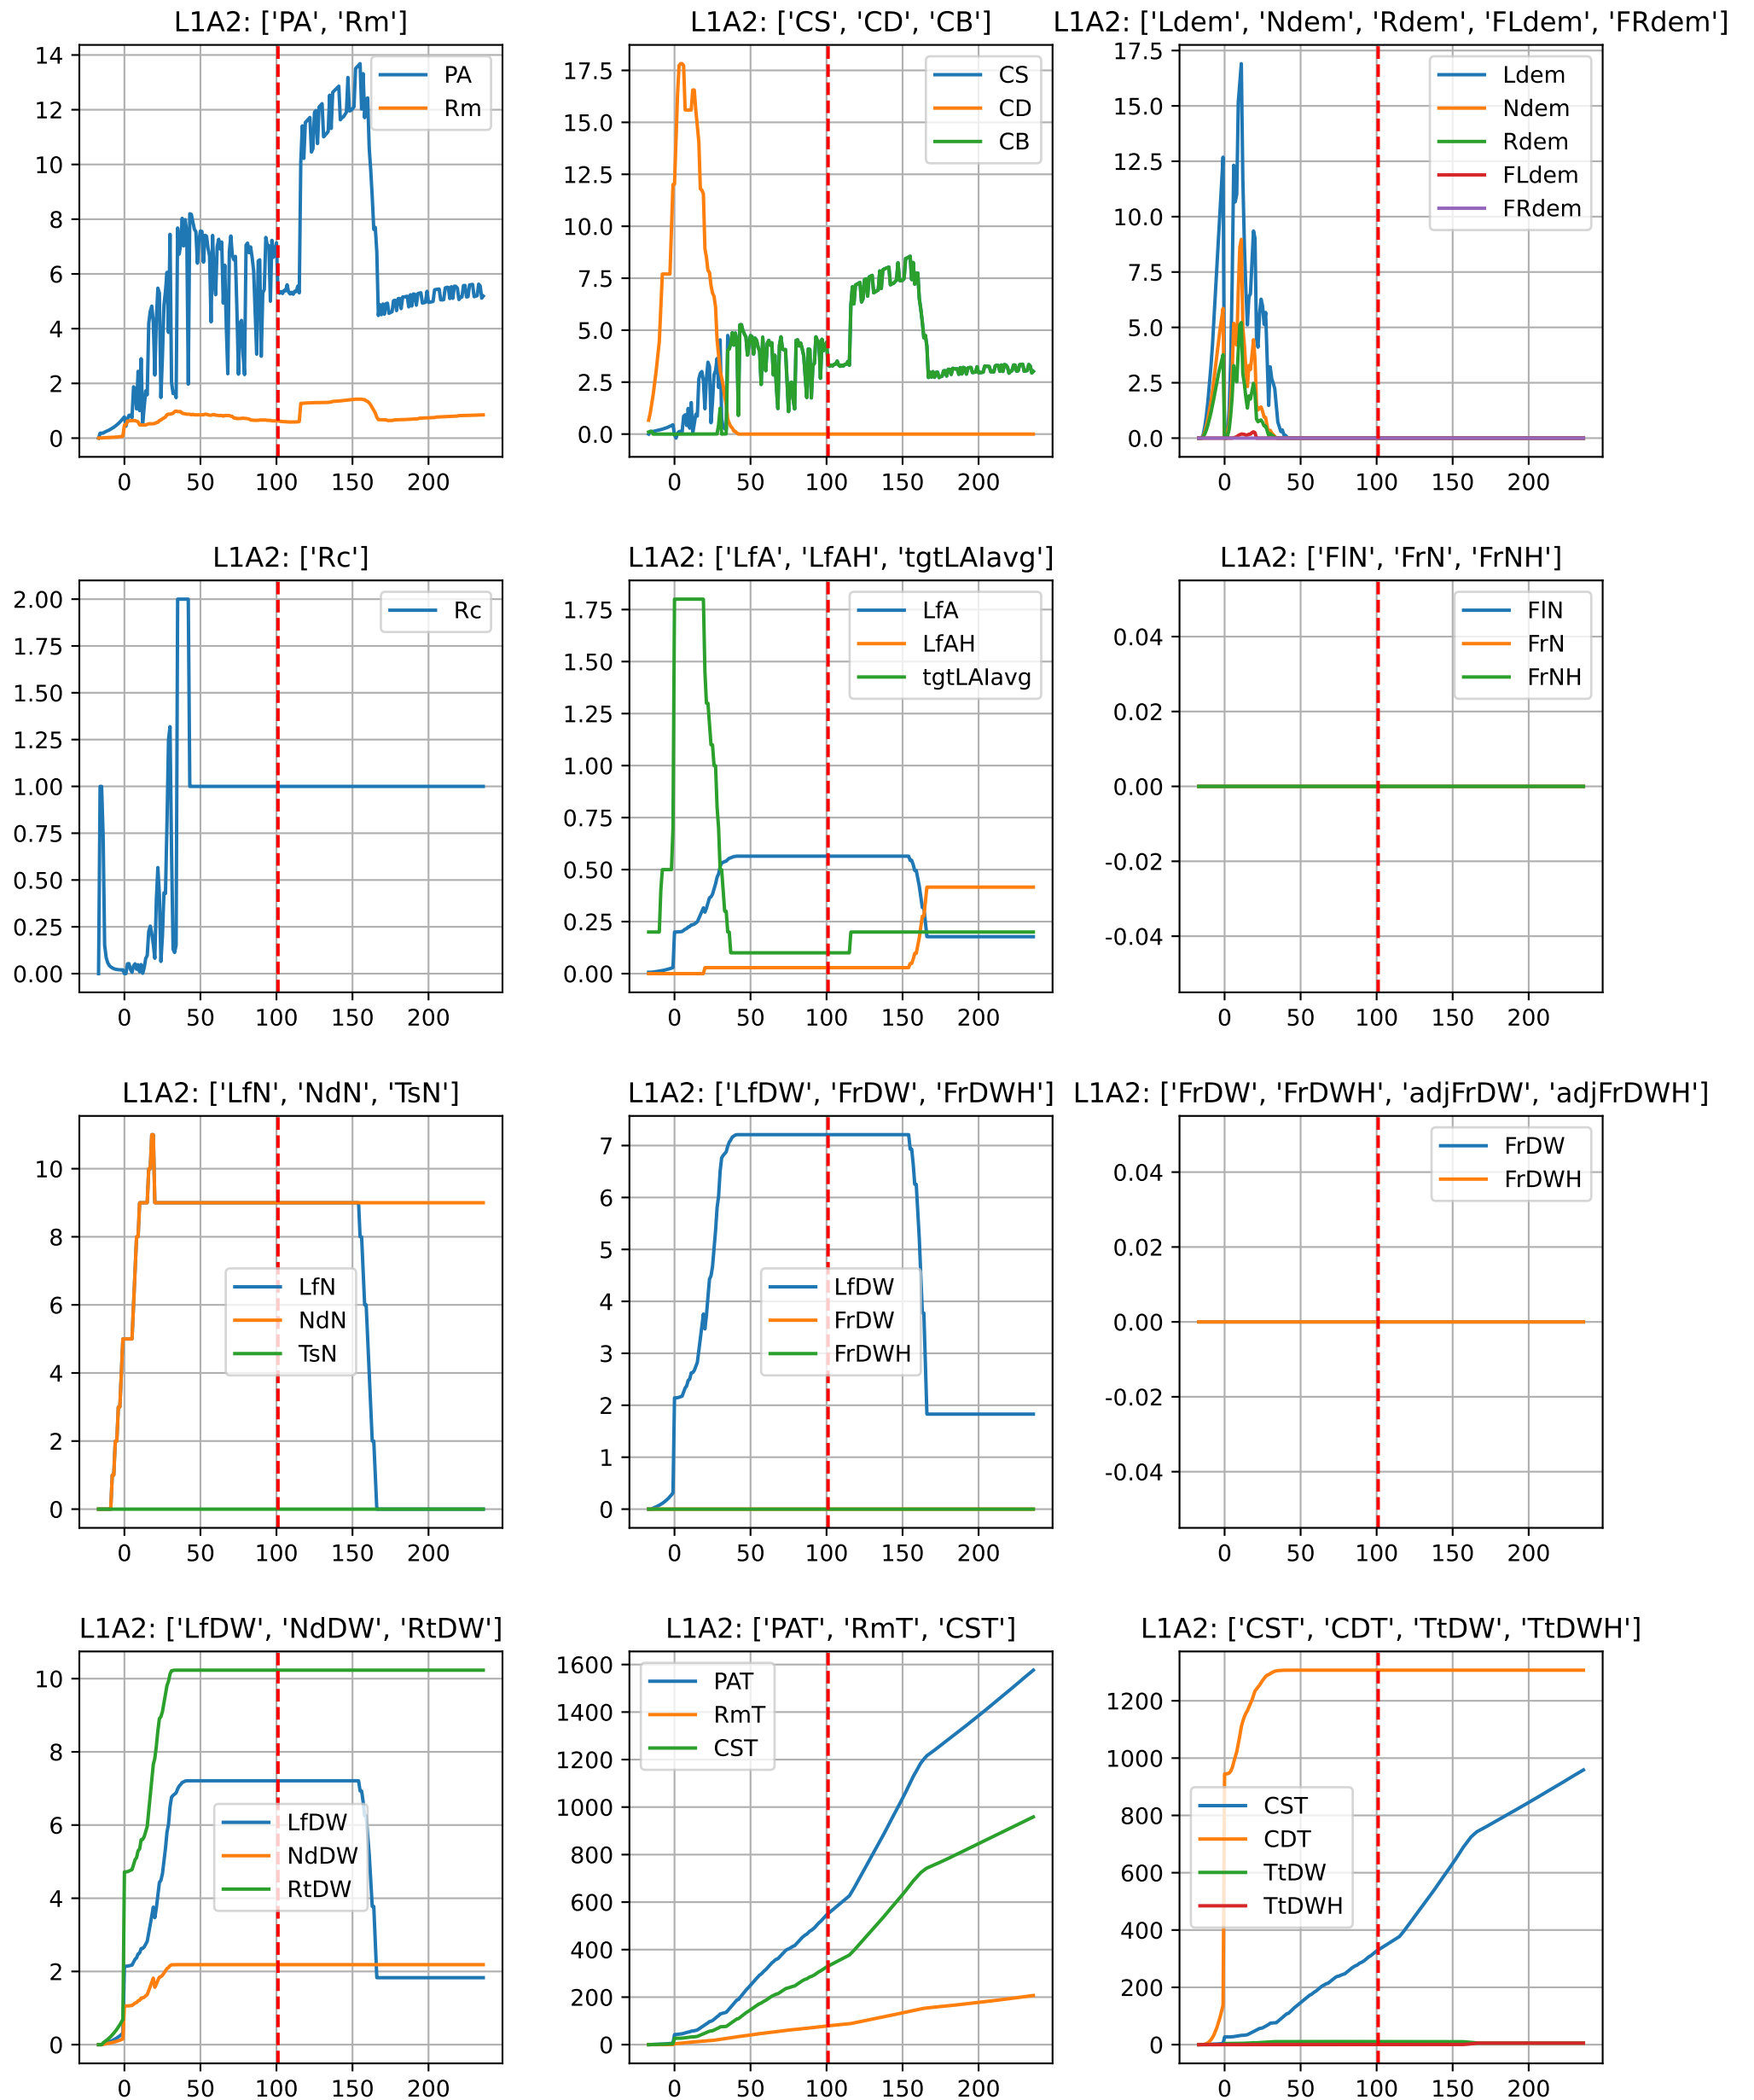 L1A2: ['PA', 'Rm']
14
12
10
8
6
4
2
0
0 50 100 150 200
PA
Rm
L1A2: ['CS', 'CD', 'CB']
17.5
15.0
12.5
10.0
7.5
5.0
2.5
0.0
0 50 100 150 200
CS
CD
CB
L1A2: ['Ldem', 'Ndem', 'Rdem', 'FLdem', 'FRdem']
17.5
15.0
12.5
10.0
7.5
5.0
2.5
0.0
0 50 100 150 200
Ldem
Ndem
Rdem
FLdem
FRdem
L1A2: ['Rc']
2.00
1.75
1.50
1.25
1.00
0.75
0.50
0.25
0.00
0 50 100 150 200
Rc
L1A2: ['LfA', 'LfAH', 'tgtLAIavg']
1.75
1.50
1.25
1.00
0.75
0.50
0.25
0.00
0 50 100 150 200
LfA
LfAH
tgtLAIavg
L1A2: ['FlN', 'FrN', 'FrNH']
0.04
0.02
0.00
-0.02
-0.04
0 50 100 150 200
FlN
FrN
FrNH
L1A2: ['LfN', 'NdN', 'TsN']
10
8
6
4
2
0
0 50 100 150 200
LfN
NdN
TsN
L1A2: ['LfDW', 'FrDW', 'FrDWH']
7
6
5
4
3
2
1
0
0 50 100 150 200
LfDW
FrDW
FrDWH
L1A2: ['FrDW', 'FrDWH', 'adjFrDW', 'adjFrDWH']
0.04
0.02
0.00
-0.02
-0.04
0 50 100 150 200
FrDW
FrDWH
L1A2: ['LfDW', 'NdDW', 'RtDW']
10
8
6
4
2
0
0 50 100 150 200
LfDW
NdDW
RtDW
L1A2: ['PAT', 'RmT', 'CST']
1600
1400
1200
1000
800
600
400
200
0
0 50 100 150 200
PAT
RmT
CST
L1A2: ['CST', 'CDT', 'TtDW', 'TtDWH']
1200
1000
800
600
400
200
0
0 50 100 150 200
CST
CDT
TtDW
TtDWH